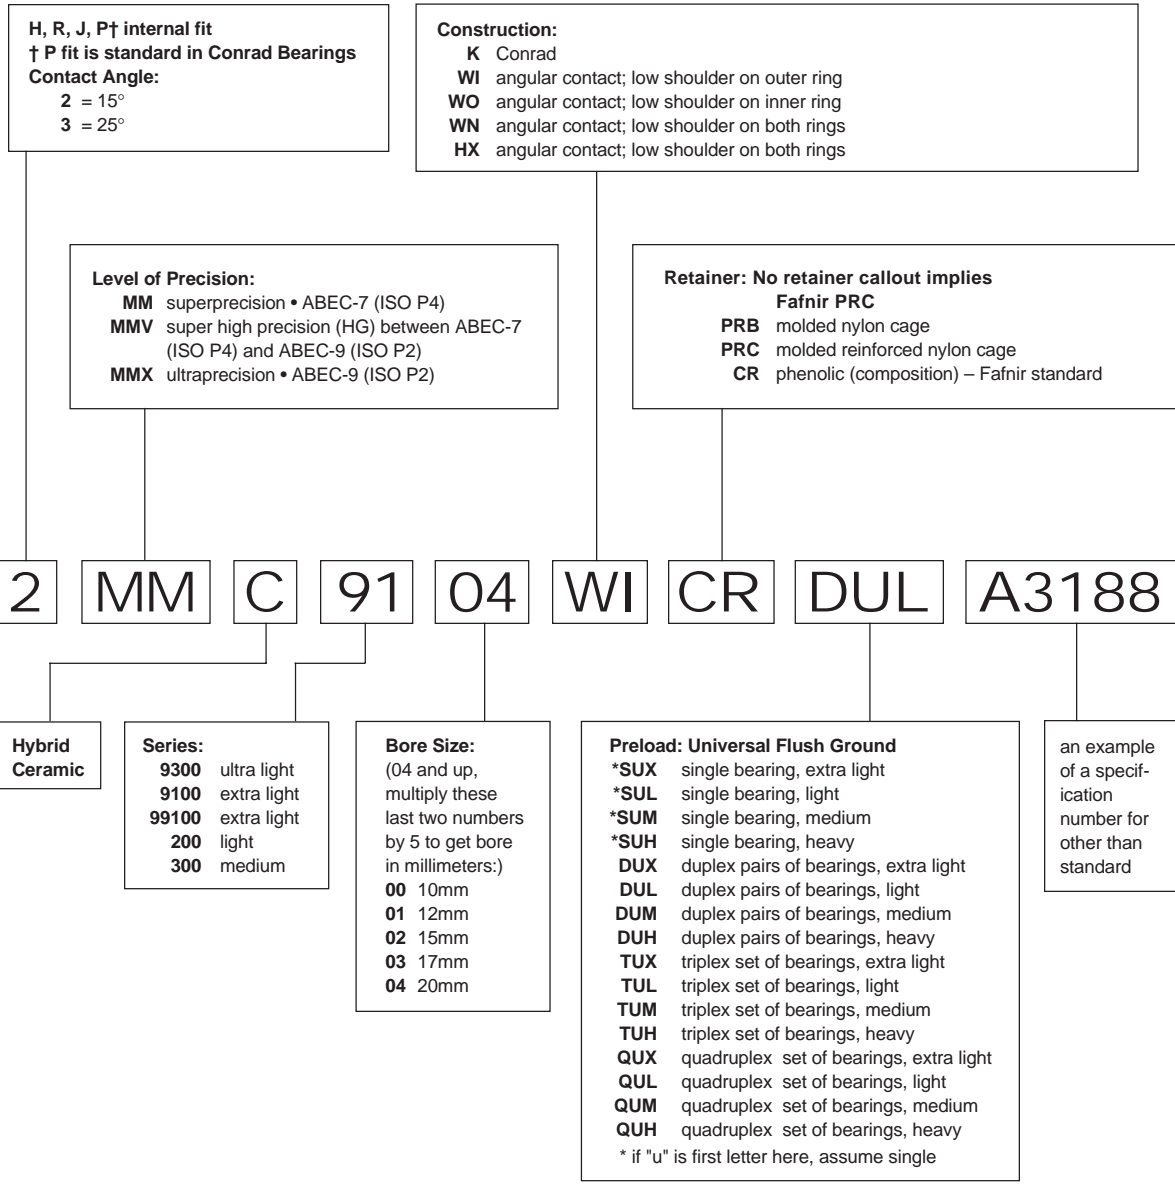 H, R, J, P† internal fit
† P fit is standard in Conrad Bearings
Contact Angle:
2 = 15°
3 = 25°
Construction:
K Conrad
WI angular contact; low shoulder on outer ring
WO angular contact; low shoulder on inner ring
WN angular contact; low shoulder on both rings
HX angular contact; low shoulder on both rings
Level of Precision:
MM superprecision • ABEC-7 (ISO P4)
MMV super high precision (HG) between ABEC-7
(ISO P4) and ABEC-9 (ISO P2)
MMX ultraprecision • ABEC-9 (ISO P2)
Retainer: No retainer callout implies
Fafnir PRC
PRB molded nylon cage
PRC molded reinforced nylon cage
CR phenolic (composition) – Fafnir standard
2 MM C 91 04 WI CR DUL A3188
Hybrid
Ceramic
Series:
9300 ultra light
9100 extra light
99100 extra light
200 light
300 medium
Bore Size:
(04 and up,
multiply these
last two numbers
by 5 to get bore
in millimeters:)
00 10mm
01 12mm
02 15mm
03 17mm
04 20mm
Preload: Universal Flush Ground
*SUX single bearing, extra light
*SUL single bearing, light
*SUM single bearing, medium
*SUH single bearing, heavy
DUX duplex pairs of bearings, extra light
DUL duplex pairs of bearings, light
DUM duplex pairs of bearings, medium
DUH duplex pairs of bearings, heavy
TUX triplex set of bearings, extra light
TUL triplex set of bearings, light
TUM triplex set of bearings, medium
TUH triplex set of bearings, heavy
QUX quadruplex set of bearings, extra light
QUL quadruplex set of bearings, light
QUM quadruplex set of bearings, medium
QUH quadruplex set of bearings, heavy
* if "u" is first letter here, assume single
an example
of a specif-
ication
number for
other than
standard